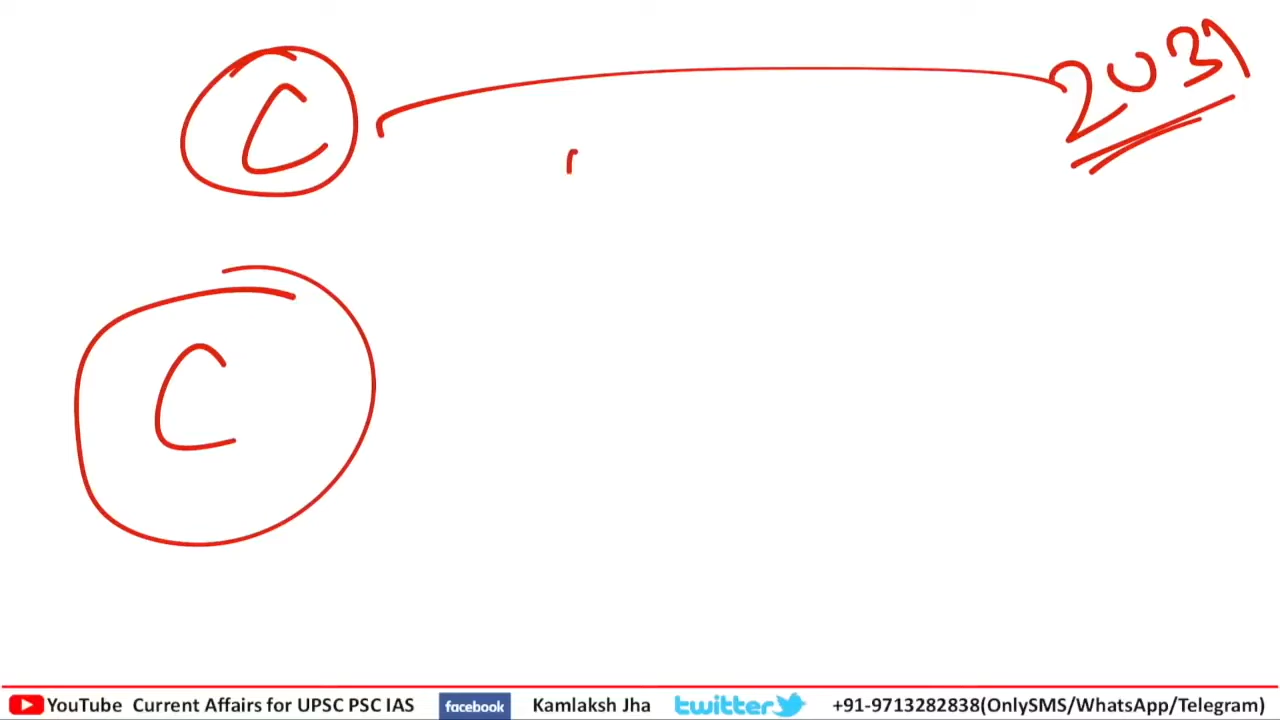 C 2031
C
YouTube Current Affairs for UPSC PSC IAS facebook Kamlaksh Jha twitter +91-9713282838(OnlySMS/WhatsApp/Telegram)